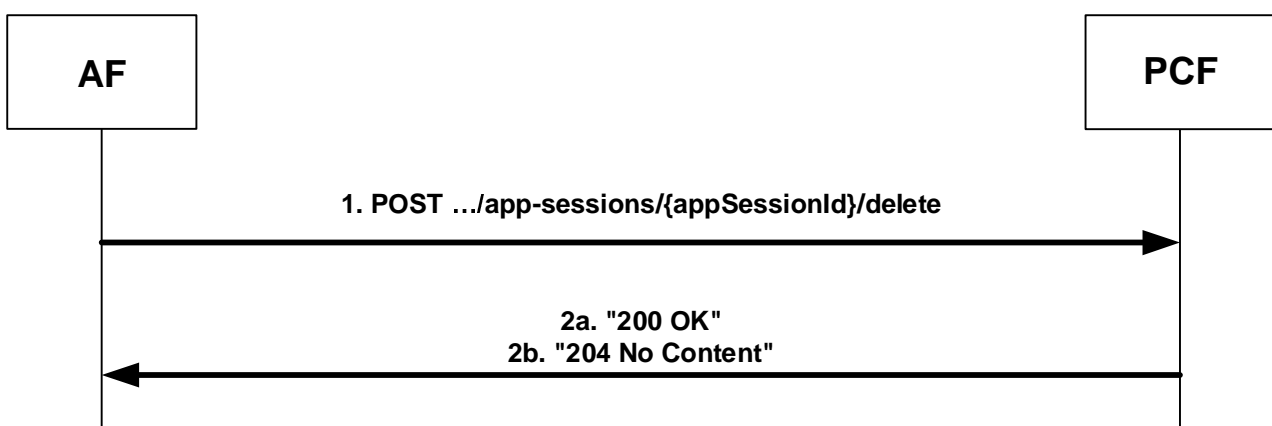 AF
PCF
1. POST …/app-sessions/{appSessionId}/delete
2a. "200 OK"
2b. "204 No Content"